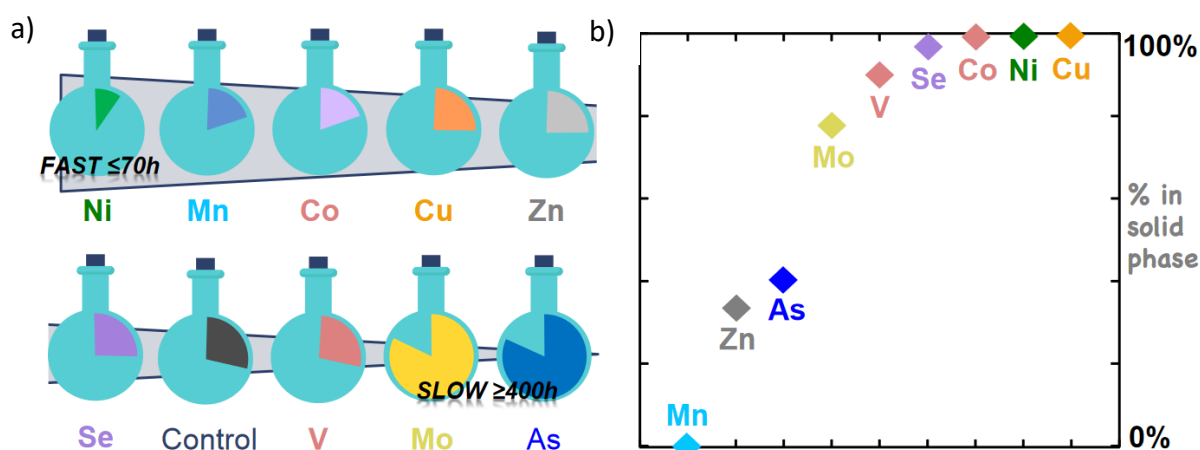 a)
FAST ≤70h
Ni Mn Co Cu Zn
SLOW ≥400h
Se Control V Mo As
b)
100%
Se Co Ni Cu
V
Mo
% in
solid
phase
As
Zn
Mn
0%